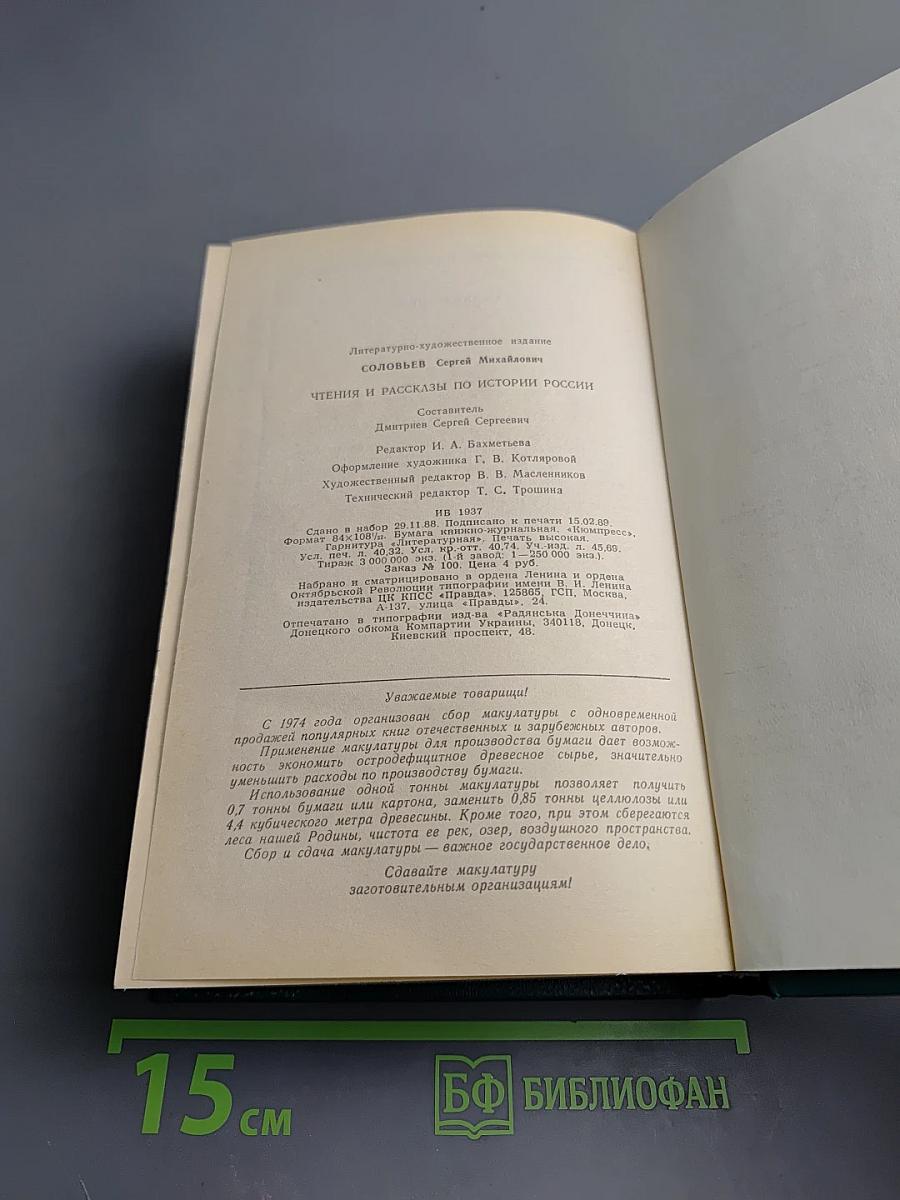 Литературно-художественное издание
СОЛОВЬЕВ Сергей Михайлович
ЧТЕНИЯ И РАССКАЗЫ ПО ИСТОРИИ РОССИИ
Составитель
Дмитриев Сергей Сергеевич
Редактор И. А. Бахметьева
Оформление художника Г. В. Котляровой
Художественный редактор В. В. Масленников
Технический редактор Т. С. Трошина
ИВ 1937
Сдано в набор 29.11.88. Подписано к печати 15.02.89.
Формат 84×108¹/₃₂. Бумага книжно-журнальная. «Кюмпресс»,
Гарнитура «Литературная». Печать высокая.
Усл. печ. л. 40,32. Усл. кр.-отт. 40,74. Уч.-изд. л. 45,69.
Тираж 3 000 000 экз. (1-й завод: 1—250 000 экз.).
Заказ № 100. Цена 4 руб.
Набрано и сматрицировано в ордена Ленина и ордена
Октябрьской Революции типографии имени В. И. Ленина
издательства ЦК КПСС «Правда». 125865, ГСП, Москва,
А-137, улица «Правды», 24.
Отпечатано в типографии изд-ва «Радянська Донеччина»
Донецкого обкома Компартии Украины, 340118, Донецк,
Киевский проспект, 48.
Уважаемые товарищи!
С 1974 года организован сбор макулатуры с одновременной
продажей популярных книг отечественных и зарубежных авторов.
Применение макулатуры для производства бумаги дает возмож-
ность экономить остродефицитное древесное сырье, значительно
уменьшить расходы по производству бумаги.
Использование одной тонны макулатуры позволяет получить
0,7 тонны бумаги или картона, заменить 0,85 тонны целлюлозы или
4,4 кубического метра древесины. Кроме того, при этом сберегаются
леса нашей Родины, чистота ее рек, озер, воздушного пространства.
Сбор и сдача макулатуры — важное государственное дело.
Сдавайте макулатуру
заготовительным организациям!
15 см
БФ БИБЛИОФАН